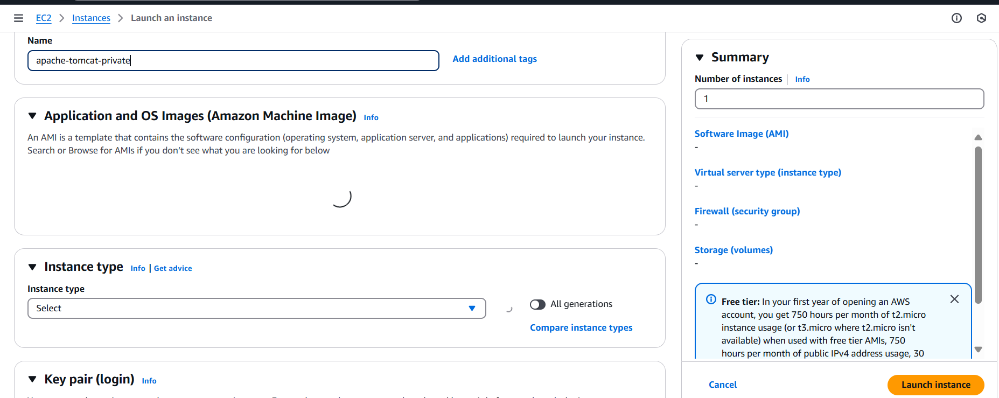 EC2 > Instances > Launch an instance
Name
apache-tomcat-private
Add additional tags
Application and OS Images (Amazon Machine Image) Info
An AMI is a template that contains the software configuration (operating system, application server, and applications) required to launch your instance.
Search or Browse for AMIs if you don't see what you are looking for below
Instance type Info | Get advice
Instance type
Select
All generations
Compare instance types
Key pair (login) Info
Summary
Number of instances Info
1
Software Image (AMI)
-
Virtual server type (instance type)
-
Firewall (security group)
-
Storage (volumes)
-
Free tier: In your first year of opening an AWS
account, you get 750 hours per month of t2.micro
instance usage (or t3.micro where t2.micro isn't
available) when used with free tier AMIs, 750
hours per month of public IPv4 address usage, 30
Cancel
Launch instance